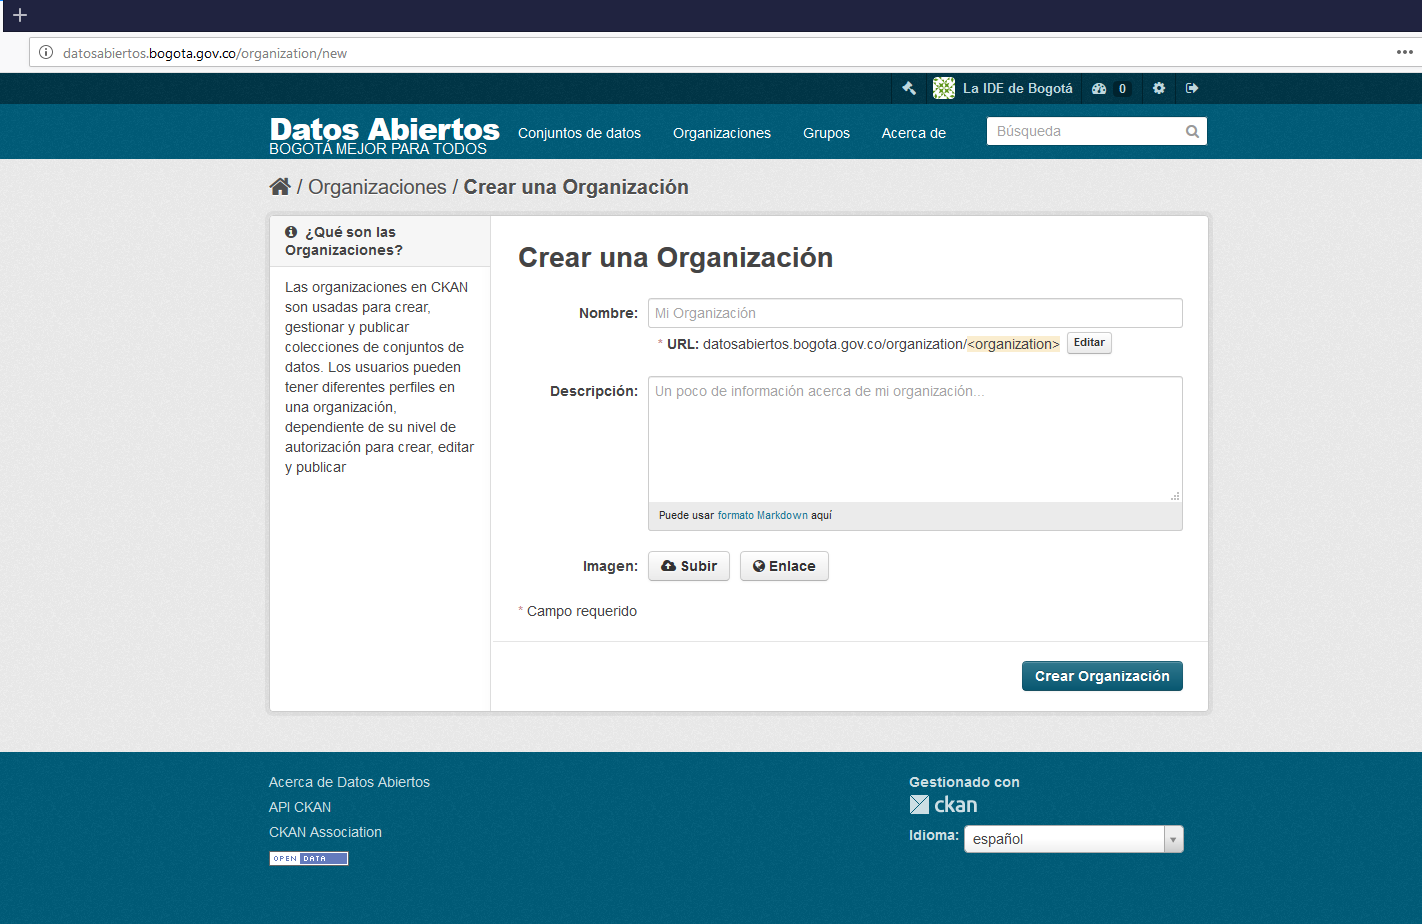 datosabiertos.bogota.gov.co/organization/new
La IDE de Bogotá 0
Datos Abiertos
BOGOTÁ MEJOR PARA TODOS
Conjuntos de datos Organizaciones Grupos Acerca de Búsqueda
/ Organizaciones / Crear una Organización
¿Qué son las
Organizaciones?
Las organizaciones en CKAN
son usadas para crear,
gestionar y publicar
colecciones de conjuntos de
datos. Los usuarios pueden
tener diferentes perfiles en
una organización,
dependiente de su nivel de
autorización para crear, editar
y publicar
Crear una Organización
Nombre: Mi Organización
* URL: datosabiertos.bogota.gov.co/organization/<organization> Editar
Descripción: Un poco de información acerca de mi organización...
Puede usar formato Markdown aquí
Imagen: Subir Enlace
* Campo requerido
Crear Organización
Acerca de Datos Abiertos
API CKAN
CKAN Association
OPEN DATA
Gestionado con
ckan
Idioma: español